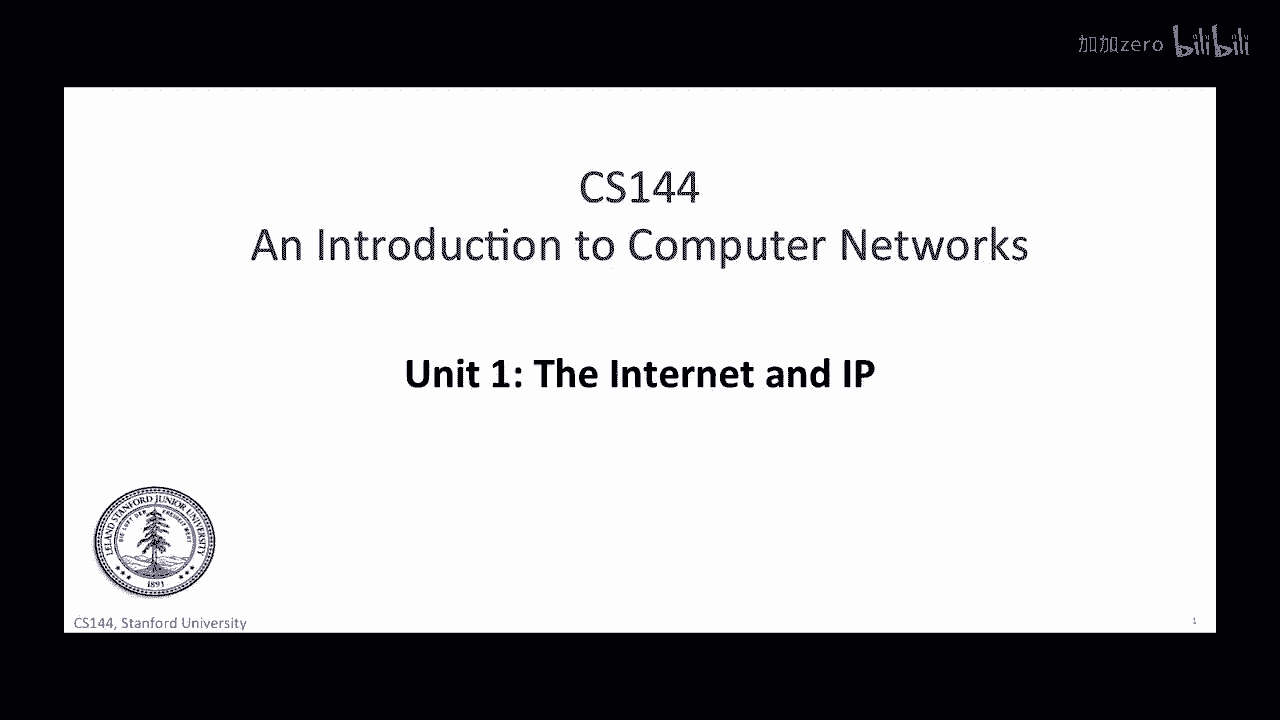 加加zero bilibili
CS144
An Introduction to Computer Networks
Unit 1: The Internet and IP
LELAND STANFORD JUNIOR UNIVERSITY
DIE LUFT DER FREIHEIT WEHT
1891
CS144, Stanford University
1